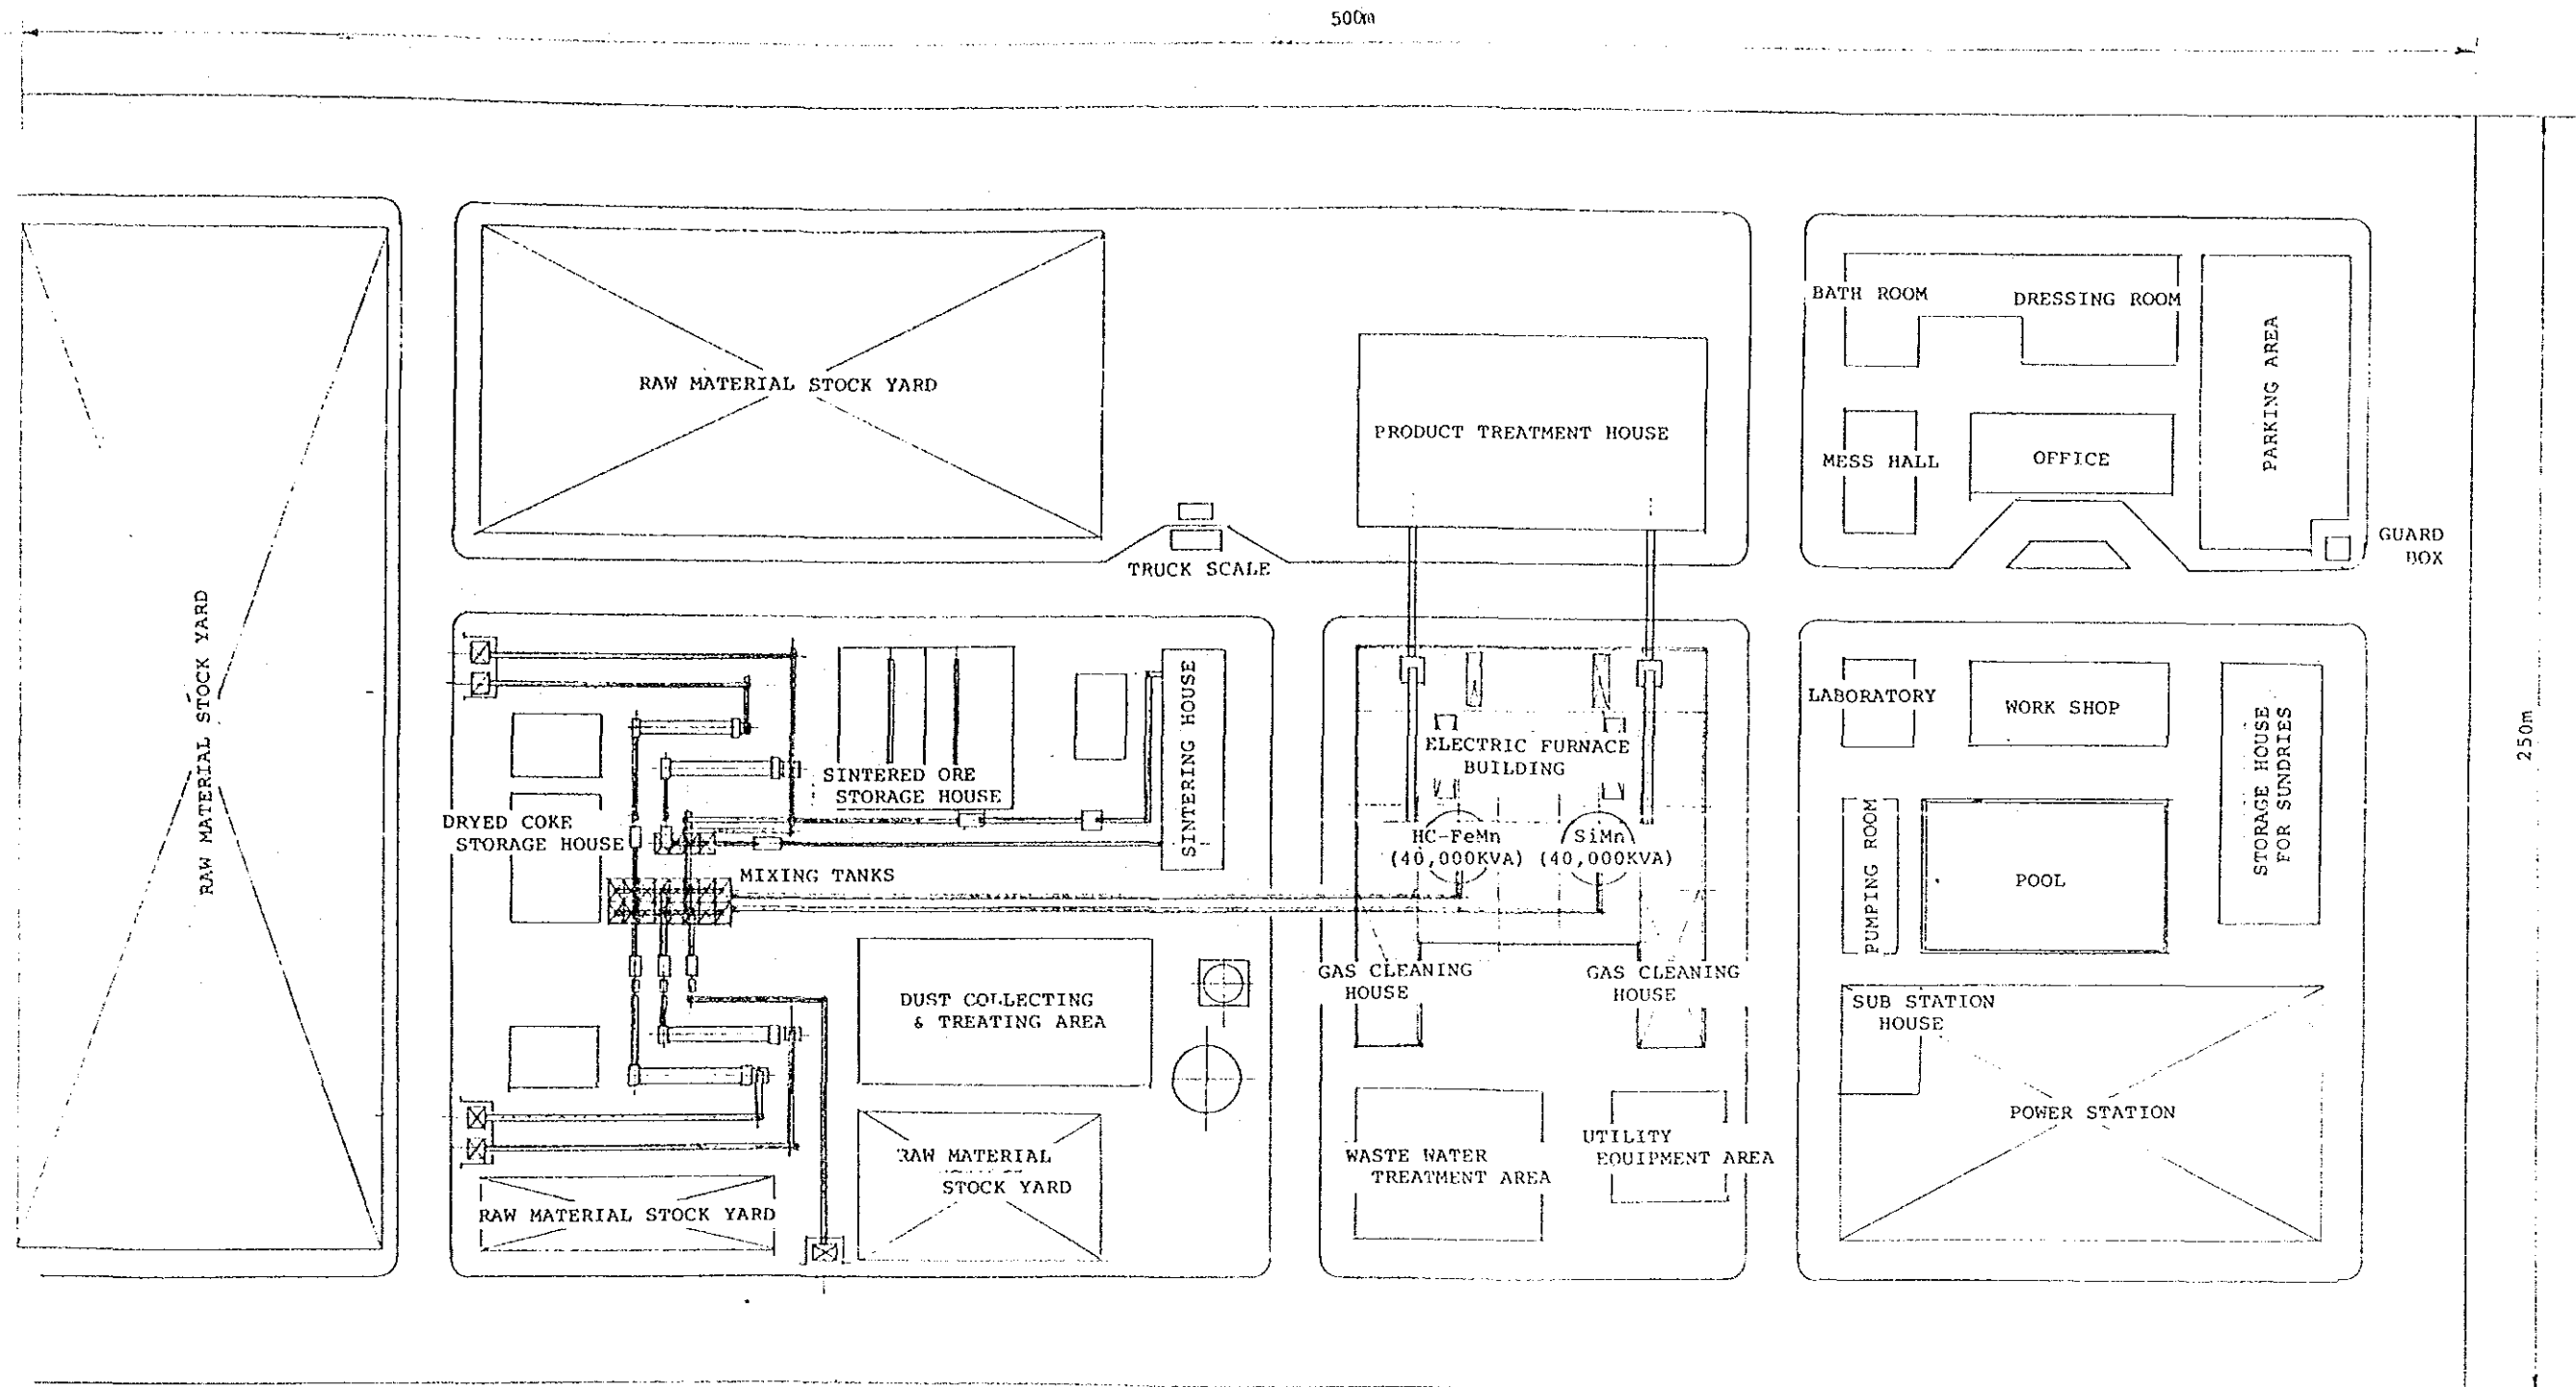 500m
BATH ROOM
DRESSING ROOM
PARKING AREA
RAW MATERIAL STOCK YARD
PRODUCT TREATMENT HOUSE
MESS HALL
OFFICE
GUARD
BOX
TRUCK SCALE
RAW MATERIAL STOCK YARD
SINTERING HOUSE
LABORATORY
WORK SHOP
STORAGE HOUSE
FOR SUNDRIES
250m
ELECTRIC FURNACE
BUILDING
SINTERED ORE
STORAGE HOUSE
DRYED COKE
STORAGE HOUSE
HC-FeMn
(40,000KVA)
SiMn
(40,000KVA)
MIXING TANKS
PUMPING ROOM
POOL
GAS CLEANING
HOUSE
GAS CLEANING
HOUSE
DUST COLLECTING
& TREATING AREA
SUB STATION
HOUSE
POWER STATION
RAW MATERIAL
STOCK YARD
WASTE WATER
TREATMENT AREA
UTILITY
EQUIPMENT AREA
RAW MATERIAL STOCK YARD